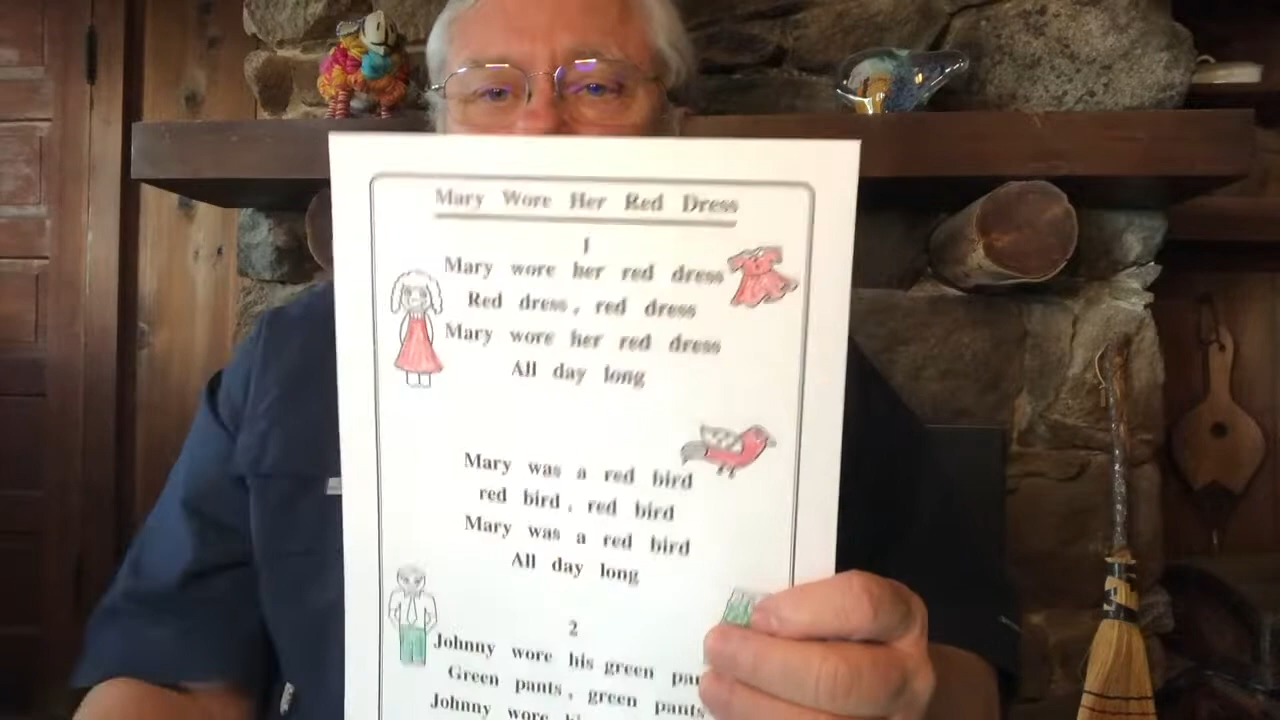 Mary Wore Her Red Dress
1
Mary wore her red dress
Red dress, red dress
Mary wore her red dress
All day long
Mary was a red bird
red bird, red bird
Mary was a red bird
All day long
2
Johnny wore his green
Green pants, green pants
Johnny wore